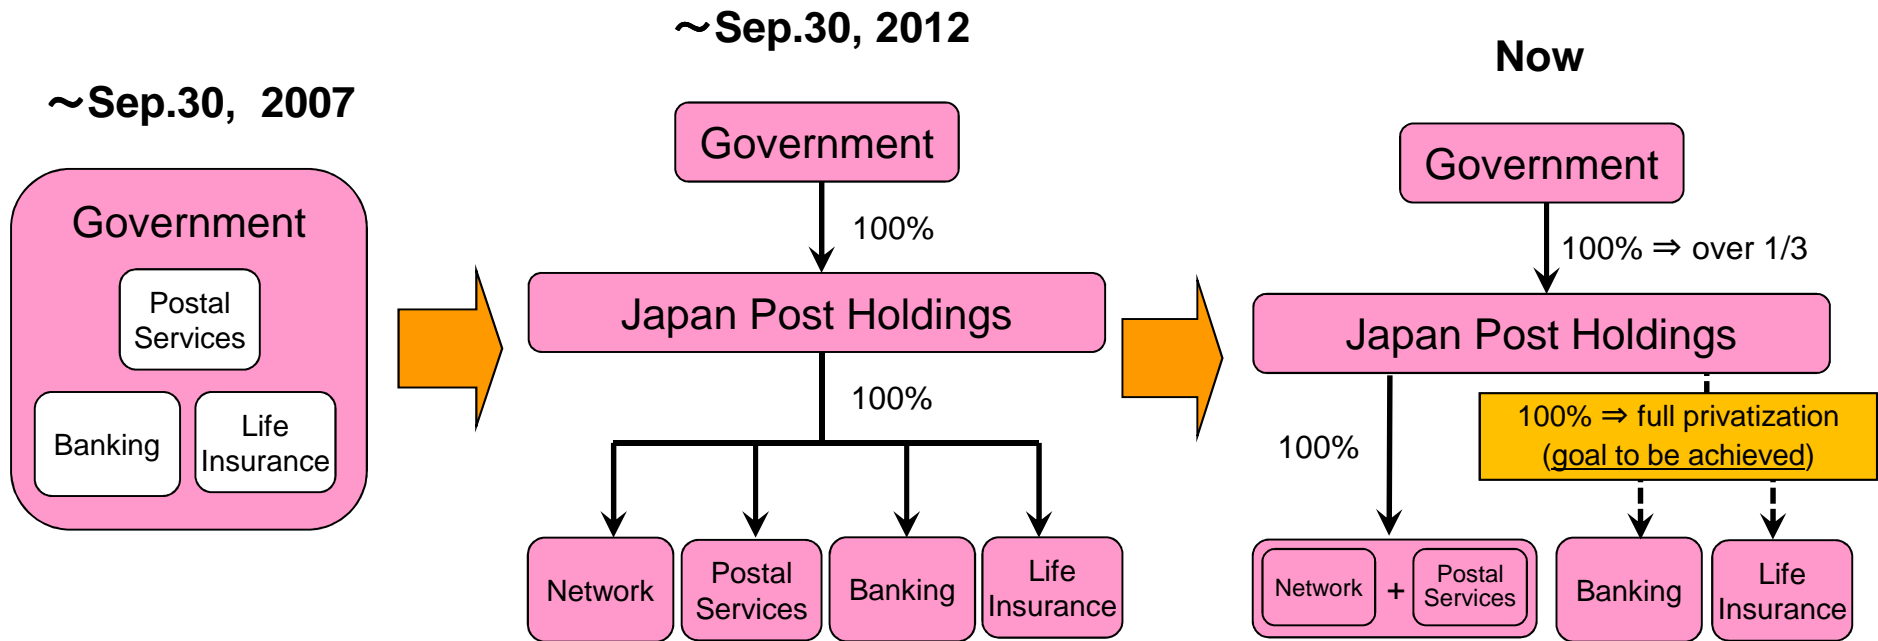 ～Sep.30, 2007
Government
Postal
Services
Banking
Life
Insurance
～Sep.30, 2012
Government
100%
Japan Post Holdings
100%
Network
Postal
Services
Banking
Life
Insurance
Now
Government
100% ⇒ over 1/3
Japan Post Holdings
100%
100% ⇒ full privatization
(goal to be achieved)
Network
+
Postal
Services
Banking
Life
Insurance